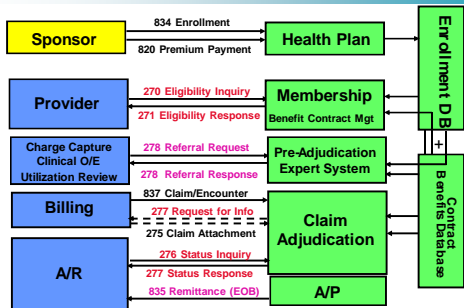 834 Enrollment
Sponsor
820 Premium Payment
Health Plan
Enrollment DB
270 Eligibility Inquiry
Provider
271 Eligibility Response
Membership
Benefit Contract Mgt
+
Charge Capture
Clinical O/E
Utilization Review
278 Referral Request
278 Referral Response
Pre-Adjudication
Expert System
Contract
Benefits Database
Billing
837 Claim/Encounter
277 Request for Info
275 Claim Attachment
Claim
Adjudication
A/R
276 Status Inquiry
277 Status Response
835 Remittance (EOB)
A/P